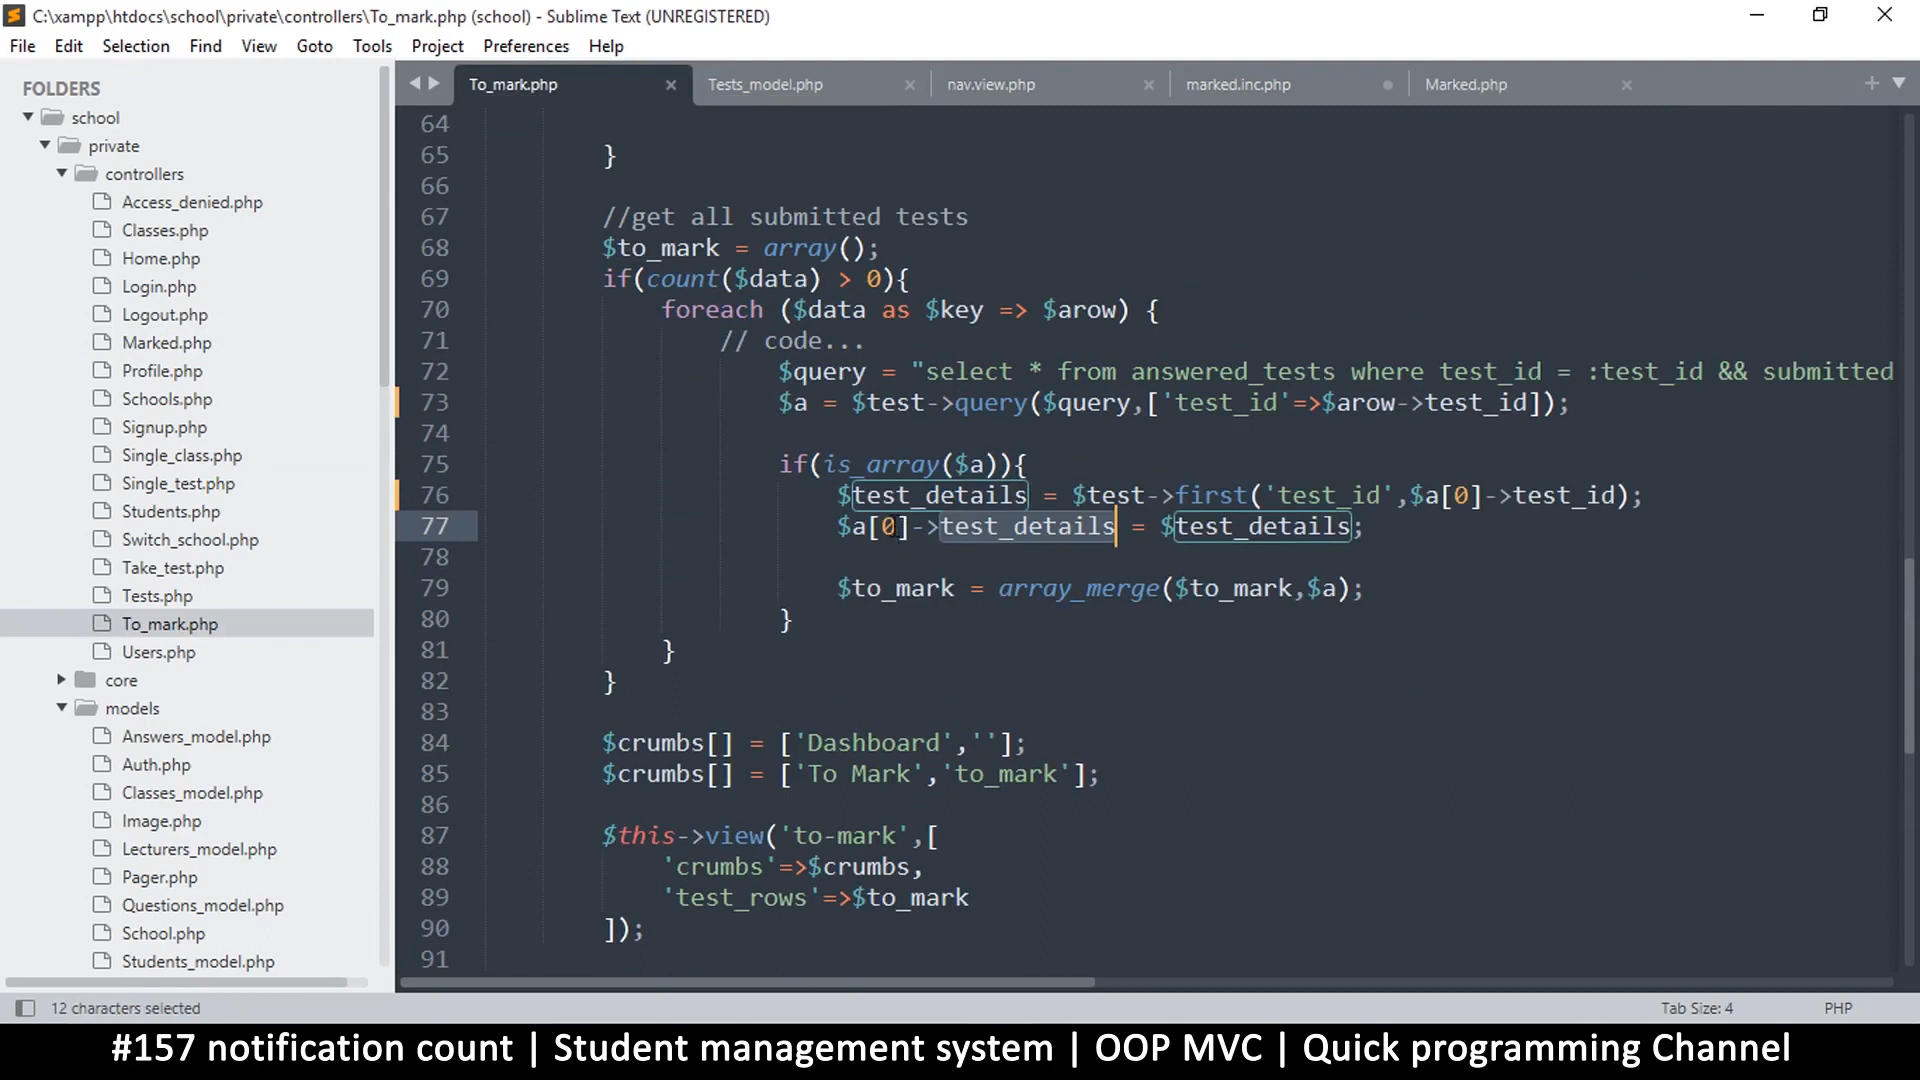 C:\xampp\htdocs\school\private\controllers\To_mark.php (school) - Sublime Text (UNREGISTERED)
File Edit Selection Find View Goto Tools Project Preferences Help
FOLDERS
school
private
controllers
Access_denied.php
Classes.php
Home.php
Login.php
Logout.php
Marked.php
Profile.php
Schools.php
Signup.php
Single_class.php
Single_test.php
Students.php
Switch_school.php
Take_test.php
Tests.php
To_mark.php
Users.php
core
models
Answers_model.php
Auth.php
Classes_model.php
Image.php
Lecturers_model.php
Pager.php
Questions_model.php
School.php
Students_model.php
To_mark.php Tests_model.php nav.view.php marked.inc.php Marked.php
64
65 }
66
67 //get all submitted tests
68 $to_mark = array();
69 if(count($data) > 0){
70 foreach ($data as $key => $arow) {
71 // code...
72 $query = "select * from answered_tests where test_id = :test_id && submitted
73 $a = $test->query($query,['test_id'=>$arow->test_id]);
74
75 if(is_array($a)){
76 $test_details = $test->first('test_id',$a[0]->test_id);
77 $a[0]->test_details = $test_details;
78
79 $to_mark = array_merge($to_mark,$a);
80 }
81 }
82 }
83
84 $crumbs[] = ['Dashboard',''];
85 $crumbs[] = ['To Mark','to_mark'];
86
87 $this->view('to-mark',[
88 'crumbs'=>$crumbs,
89 'test_rows'=>$to_mark
90 ]);
91
12 characters selected Tab Size: 4 PHP
#157 notification count | Student management system | OOP MVC | Quick programming Channel